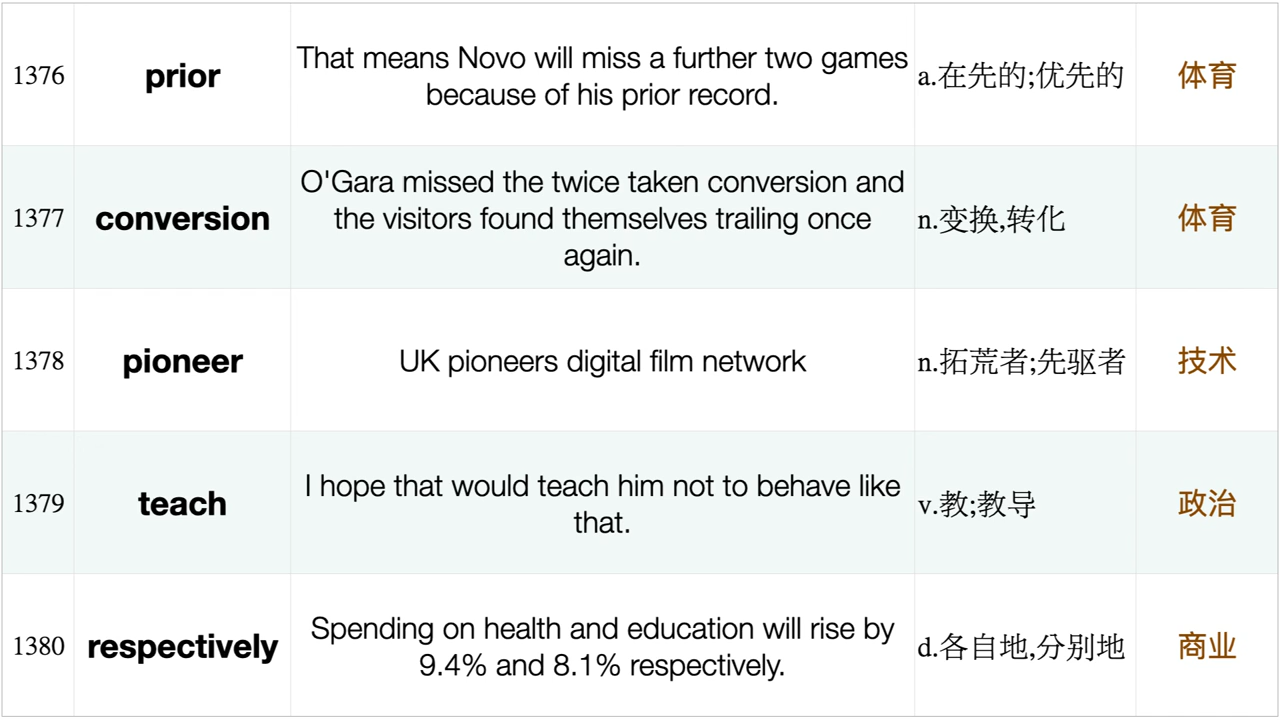 1376
prior
That means Novo will miss a further two games
because of his prior record.
a.在先的;优先的
体育
1377
conversion
O'Gara missed the twice taken conversion and
the visitors found themselves trailing once
again.
n.变换,转化
体育
1378
pioneer
UK pioneers digital film network
n.拓荒者;先驱者
技术
1379
teach
I hope that would teach him not to behave like
that.
v.教;教导
政治
1380
respectively
Spending on health and education will rise by
9.4% and 8.1% respectively.
d.各自地,分别地
商业